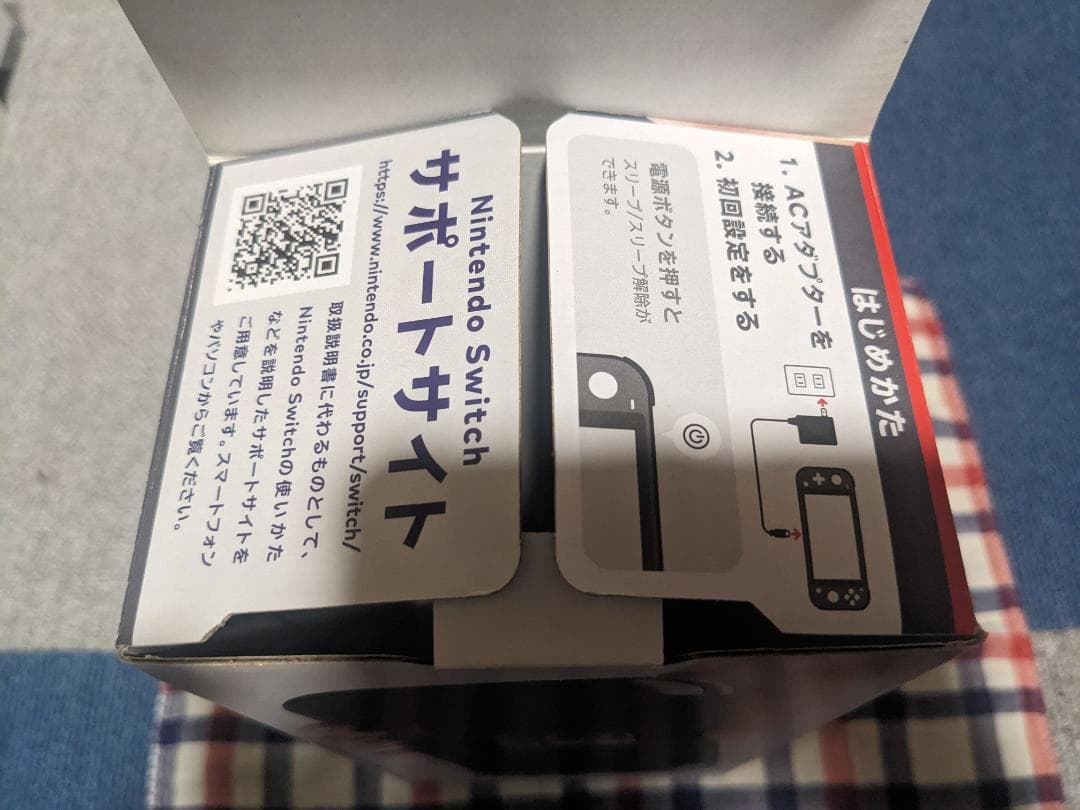 Nintendo Switch
サポートサイト
https://www.nintendo.co.jp/support/switch/
取扱説明書に代わるものとして、
Nintendo Switchの使いかた
などを説明したサポートサイトを
ご用意しています。スマートフォン
やパソコンからご覧ください。
はじめかた
1. ACアダプターを
接続する
2. 初回設定をする
電源ボタンを押すと
スリープ/スリープ解除が
できます。